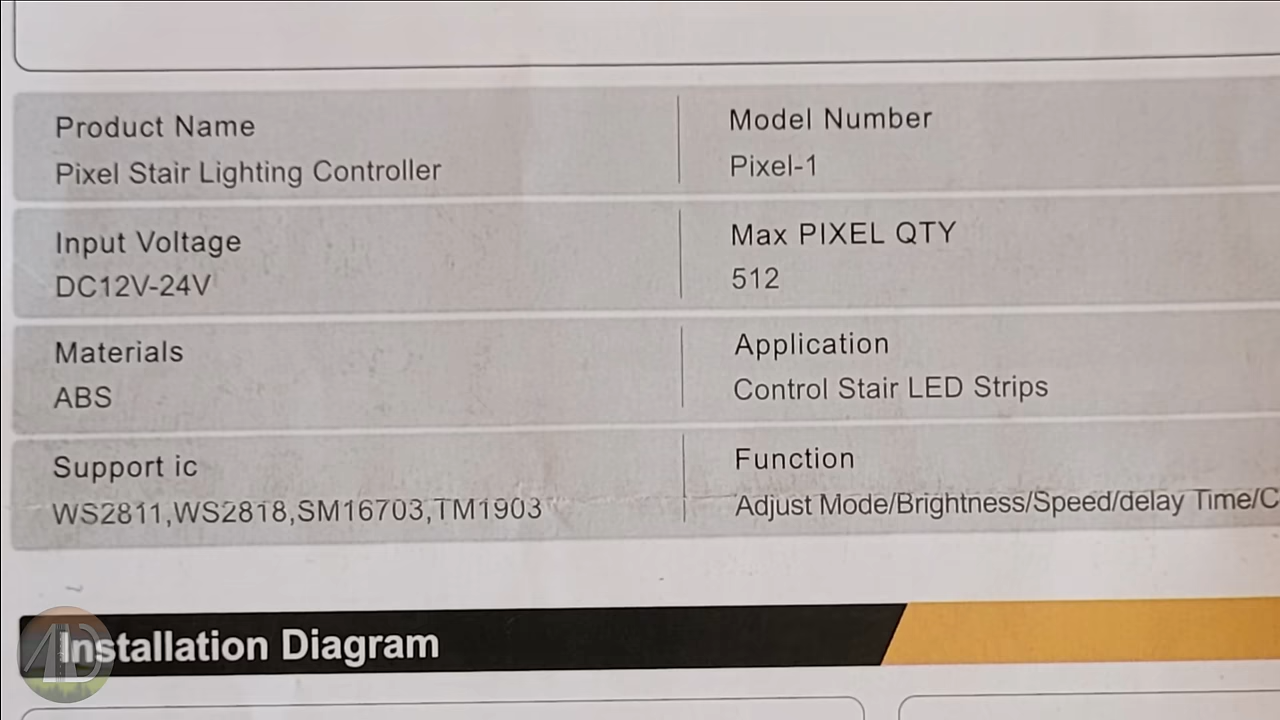 Product Name
Pixel Stair Lighting Controller
Model Number
Pixel-1
Input Voltage
DC12V-24V
Max PIXEL QTY
512
Materials
ABS
Application
Control Stair LED Strips
Support ic
WS2811,WS2818,SM16703,TM1903
Function
Adjust Mode/Brightness/Speed/delay Time/C
Installation Diagram